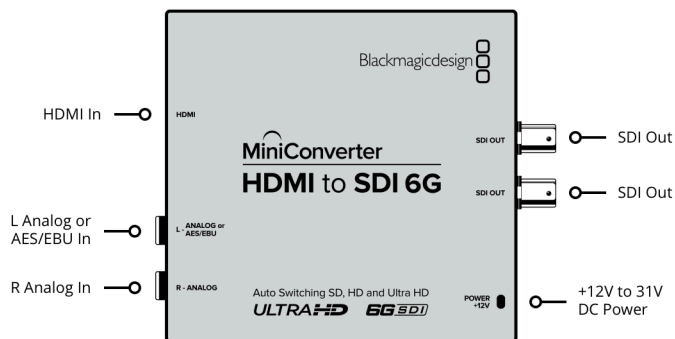 Blackmagicdesign
HDMI In
HDMI
SDI OUT
SDI Out
MiniConverter
HDMI to SDI 6G
SDI OUT
SDI Out
L Analog or
AES/EBU In
L - ANALOG or
AES/EBU
R Analog In
R - ANALOG
Auto Switching SD, HD and Ultra HD
ULTRA HD 6G SDI
POWER
+12V
+12V to 31V
DC Power